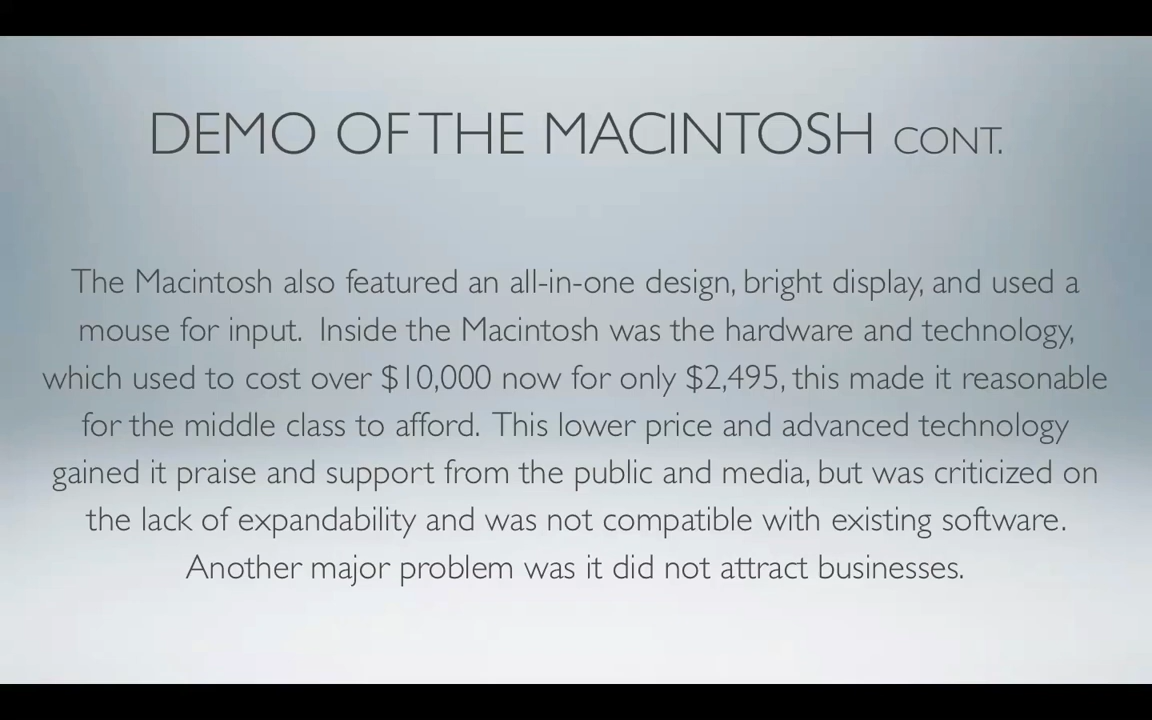 DEMO OF THE MACINTOSH CONT.
The Macintosh also featured an all-in-one design, bright display, and used a
mouse for input. Inside the Macintosh was the hardware and technology,
which used to cost over $10,000 now for only $2,495, this made it reasonable
for the middle class to afford. This lower price and advanced technology
gained it praise and support from the public and media, but was criticized on
the lack of expandability and was not compatible with existing software.
Another major problem was it did not attract businesses.